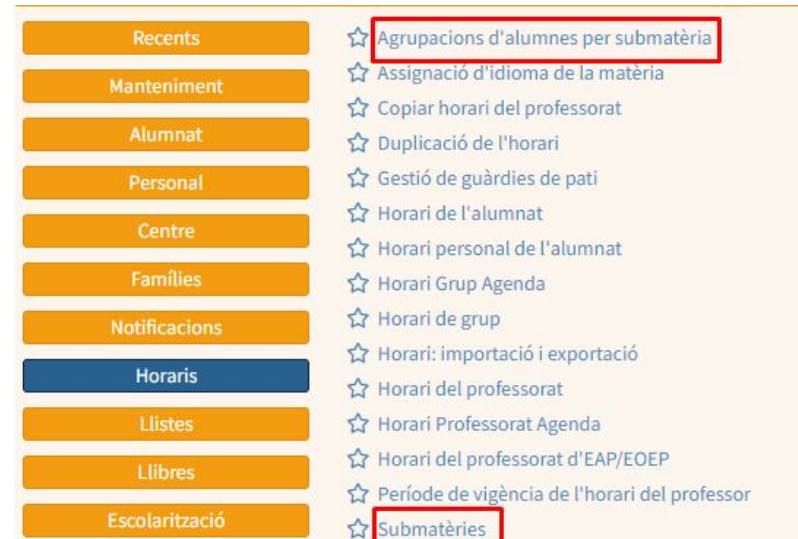 Recents
Manteniment
Alumnat
Personal
Centre
Famílies
Notificacions
Horaris
Llistes
Llibres
Escolarització
Agrupacions d'alumnes per submatèria
Assignació d'idioma de la matèria
Copiar horari del professorat
Duplicació de l'horari
Gestió de guàrdies de pati
Horari de l'alumnat
Horari personal de l'alumnat
Horari Grup Agenda
Horari de grup
Horari: importació i exportació
Horari del professorat
Horari Professorat Agenda
Horari del professorat d'EAP/EOEP
Període de vigència de l'horari del professor
Submatèries